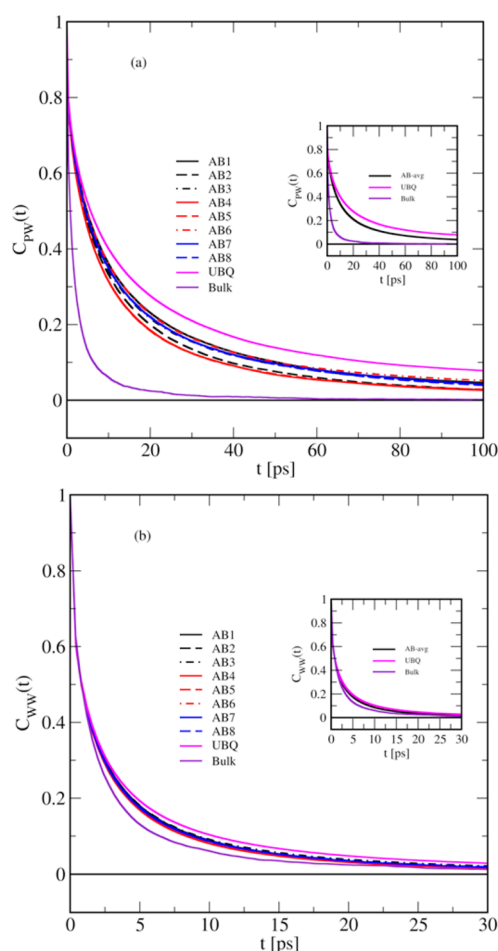 1
0.8
0.6
0.4
0.2
0
C_PW(t)
(a)
AB1
AB2
AB3
AB4
AB5
AB6
AB7
AB8
UBQ
Bulk
1
0.8
0.6
0.4
0.2
0
C_PW(t)
AB-avg
UBQ
Bulk
0 20 40 60 80 100
t [ps]
0 20 40 60 80 100
t [ps]
1
0.8
0.6
0.4
0.2
0
C_WW(t)
(b)
AB1
AB2
AB3
AB4
AB5
AB6
AB7
AB8
UBQ
Bulk
1
0.8
0.6
0.4
0.2
0
C_WW(t)
AB-avg
UBQ
Bulk
0 5 10 15 20 25 30
t [ps]
0 5 10 15 20 25 30
t [ps]